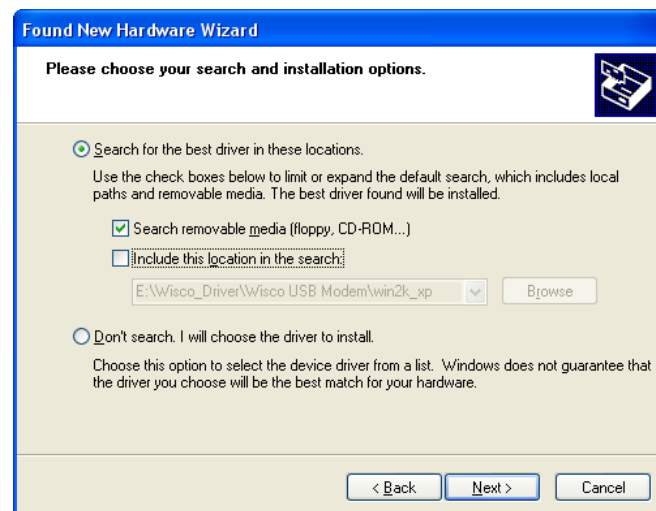 Found New Hardware Wizard
Please choose your search and installation options.
Search for the best driver in these locations.
Use the check boxes below to limit or expand the default search, which includes local
paths and removable media. The best driver found will be installed.
Search removable media (floppy, CD-ROM...)
Include this location in the search:
E:\Wisco_Driver\Wisco USB Modem\win2k_xp
Browse
Don't search. I will choose the driver to install.
Choose this option to select the device driver from a list. Windows does not guarantee that
the driver you choose will be the best match for your hardware.
< Back Next > Cancel